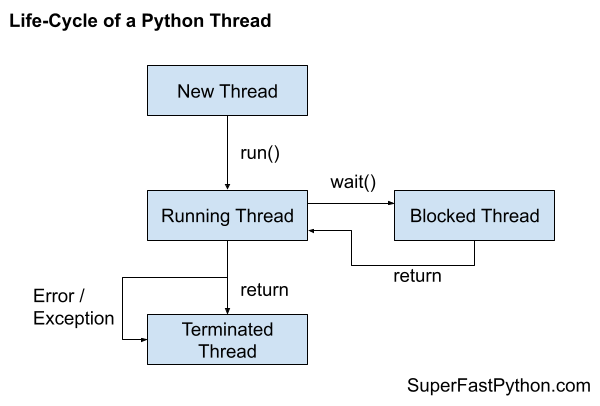 Life-Cycle of a Python Thread
New Thread
run()
wait()
Running Thread
Blocked Thread
return
return
Error /
Exception
Terminated
Thread
SuperFastPython.com